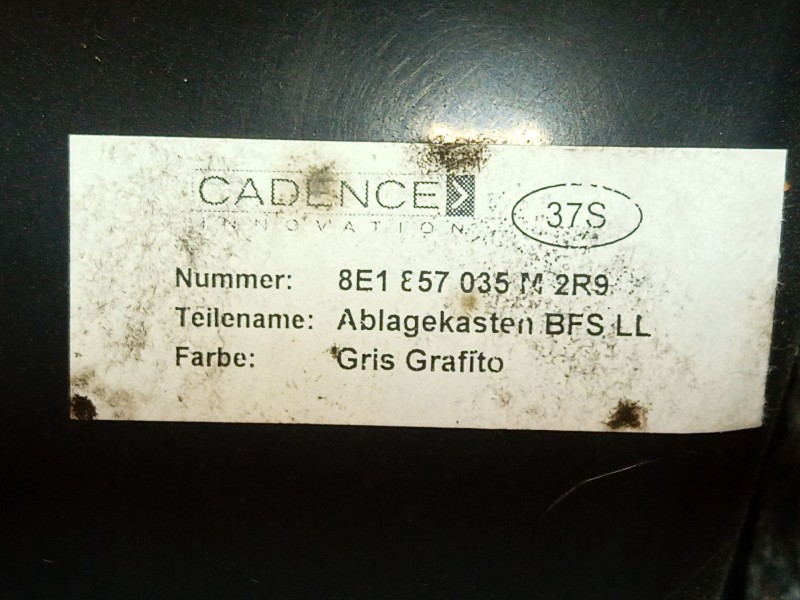 CADENCE
INNOVATION
37S
Nummer: 8E1 857 035 M 2R9
Teilename: Ablagekasten BFS LL
Farbe: Gris Grafito